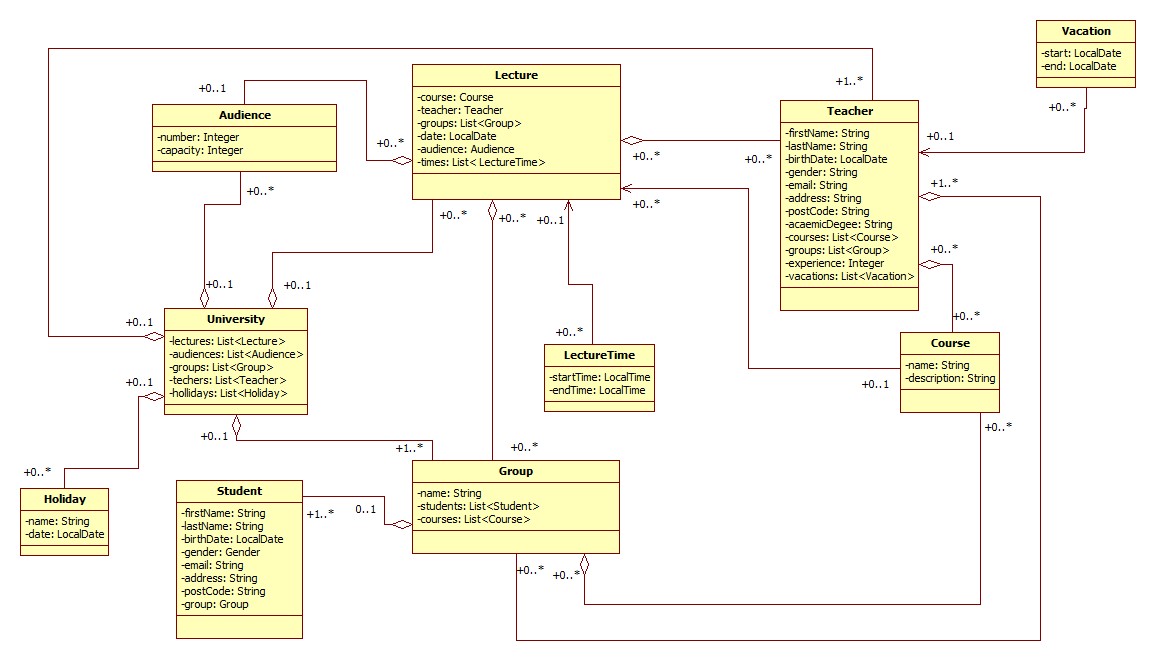 Vacation
-start: LocalDate
-end: LocalDate
+0..*
+1..*
+0..1
Lecture
-course: Course
-teacher: Teacher
-groups: List<Group>
-date: LocalDate
-audience: Audience
-times: List< LectureTime>
+0..*
+0..*
+0..*
+0..*
+0..*
+0..*
+0..1
Audience
-number: Integer
-capacity: Integer
+0..*
Teacher
-firstName: String
-lastName: String
-birthDate: LocalDate
-gender: String
-email: String
-address: String
-postCode: String
-acaemicDegee: String
-courses: List<Course>
-groups: List<Group>
-experience: Integer
-vacations: List<Vacation>
+0..1
+1..*
+0..*
+0..*
+0..1
+0..1
+0..1
University
-lectures: List<Lecture>
-audiences: List<Audience>
-groups: List<Group>
-techers: List<Teacher>
-hollidays: List<Holiday>
+0..1
+0..1
+1..*
+0..*
LectureTime
-startTime: LocalTime
-endTime: LocalTime
Course
-name: String
-description: String
+0..1
+0..*
+0..*
+0..*
Holiday
-name: String
-date: LocalDate
Student
-firstName: String
-lastName: String
-birthDate: LocalDate
-gender: Gender
-email: String
-address: String
-postCode: String
-group: Group
+1..*
0..1
Group
-name: String
-students: List<Student>
-courses: List<Course>
+0..*
+0..*